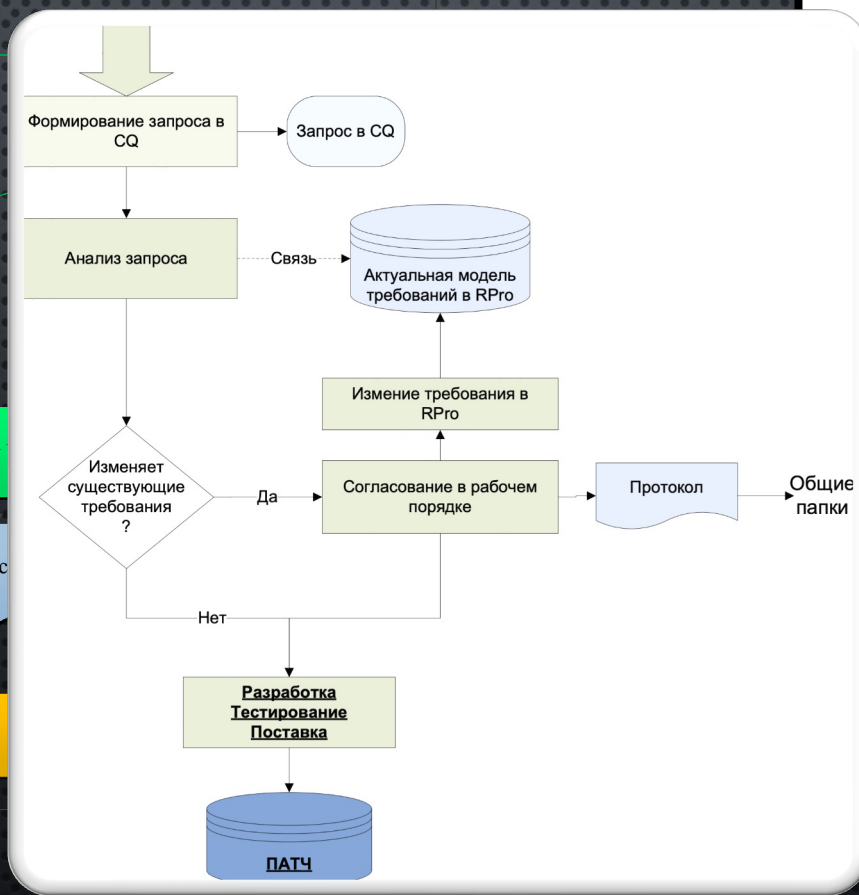 Формирование запроса в
CQ
Запрос в CQ
Анализ запроса
Связь
Актуальная модель
требований в RPro
Измение требования в
RPro
Изменяет
существующие
требования
?
Да
Согласование в рабочем
порядке
Протокол
Общие
папки
Нет
Разработка
Тестирование
Поставка
ПАТЧ